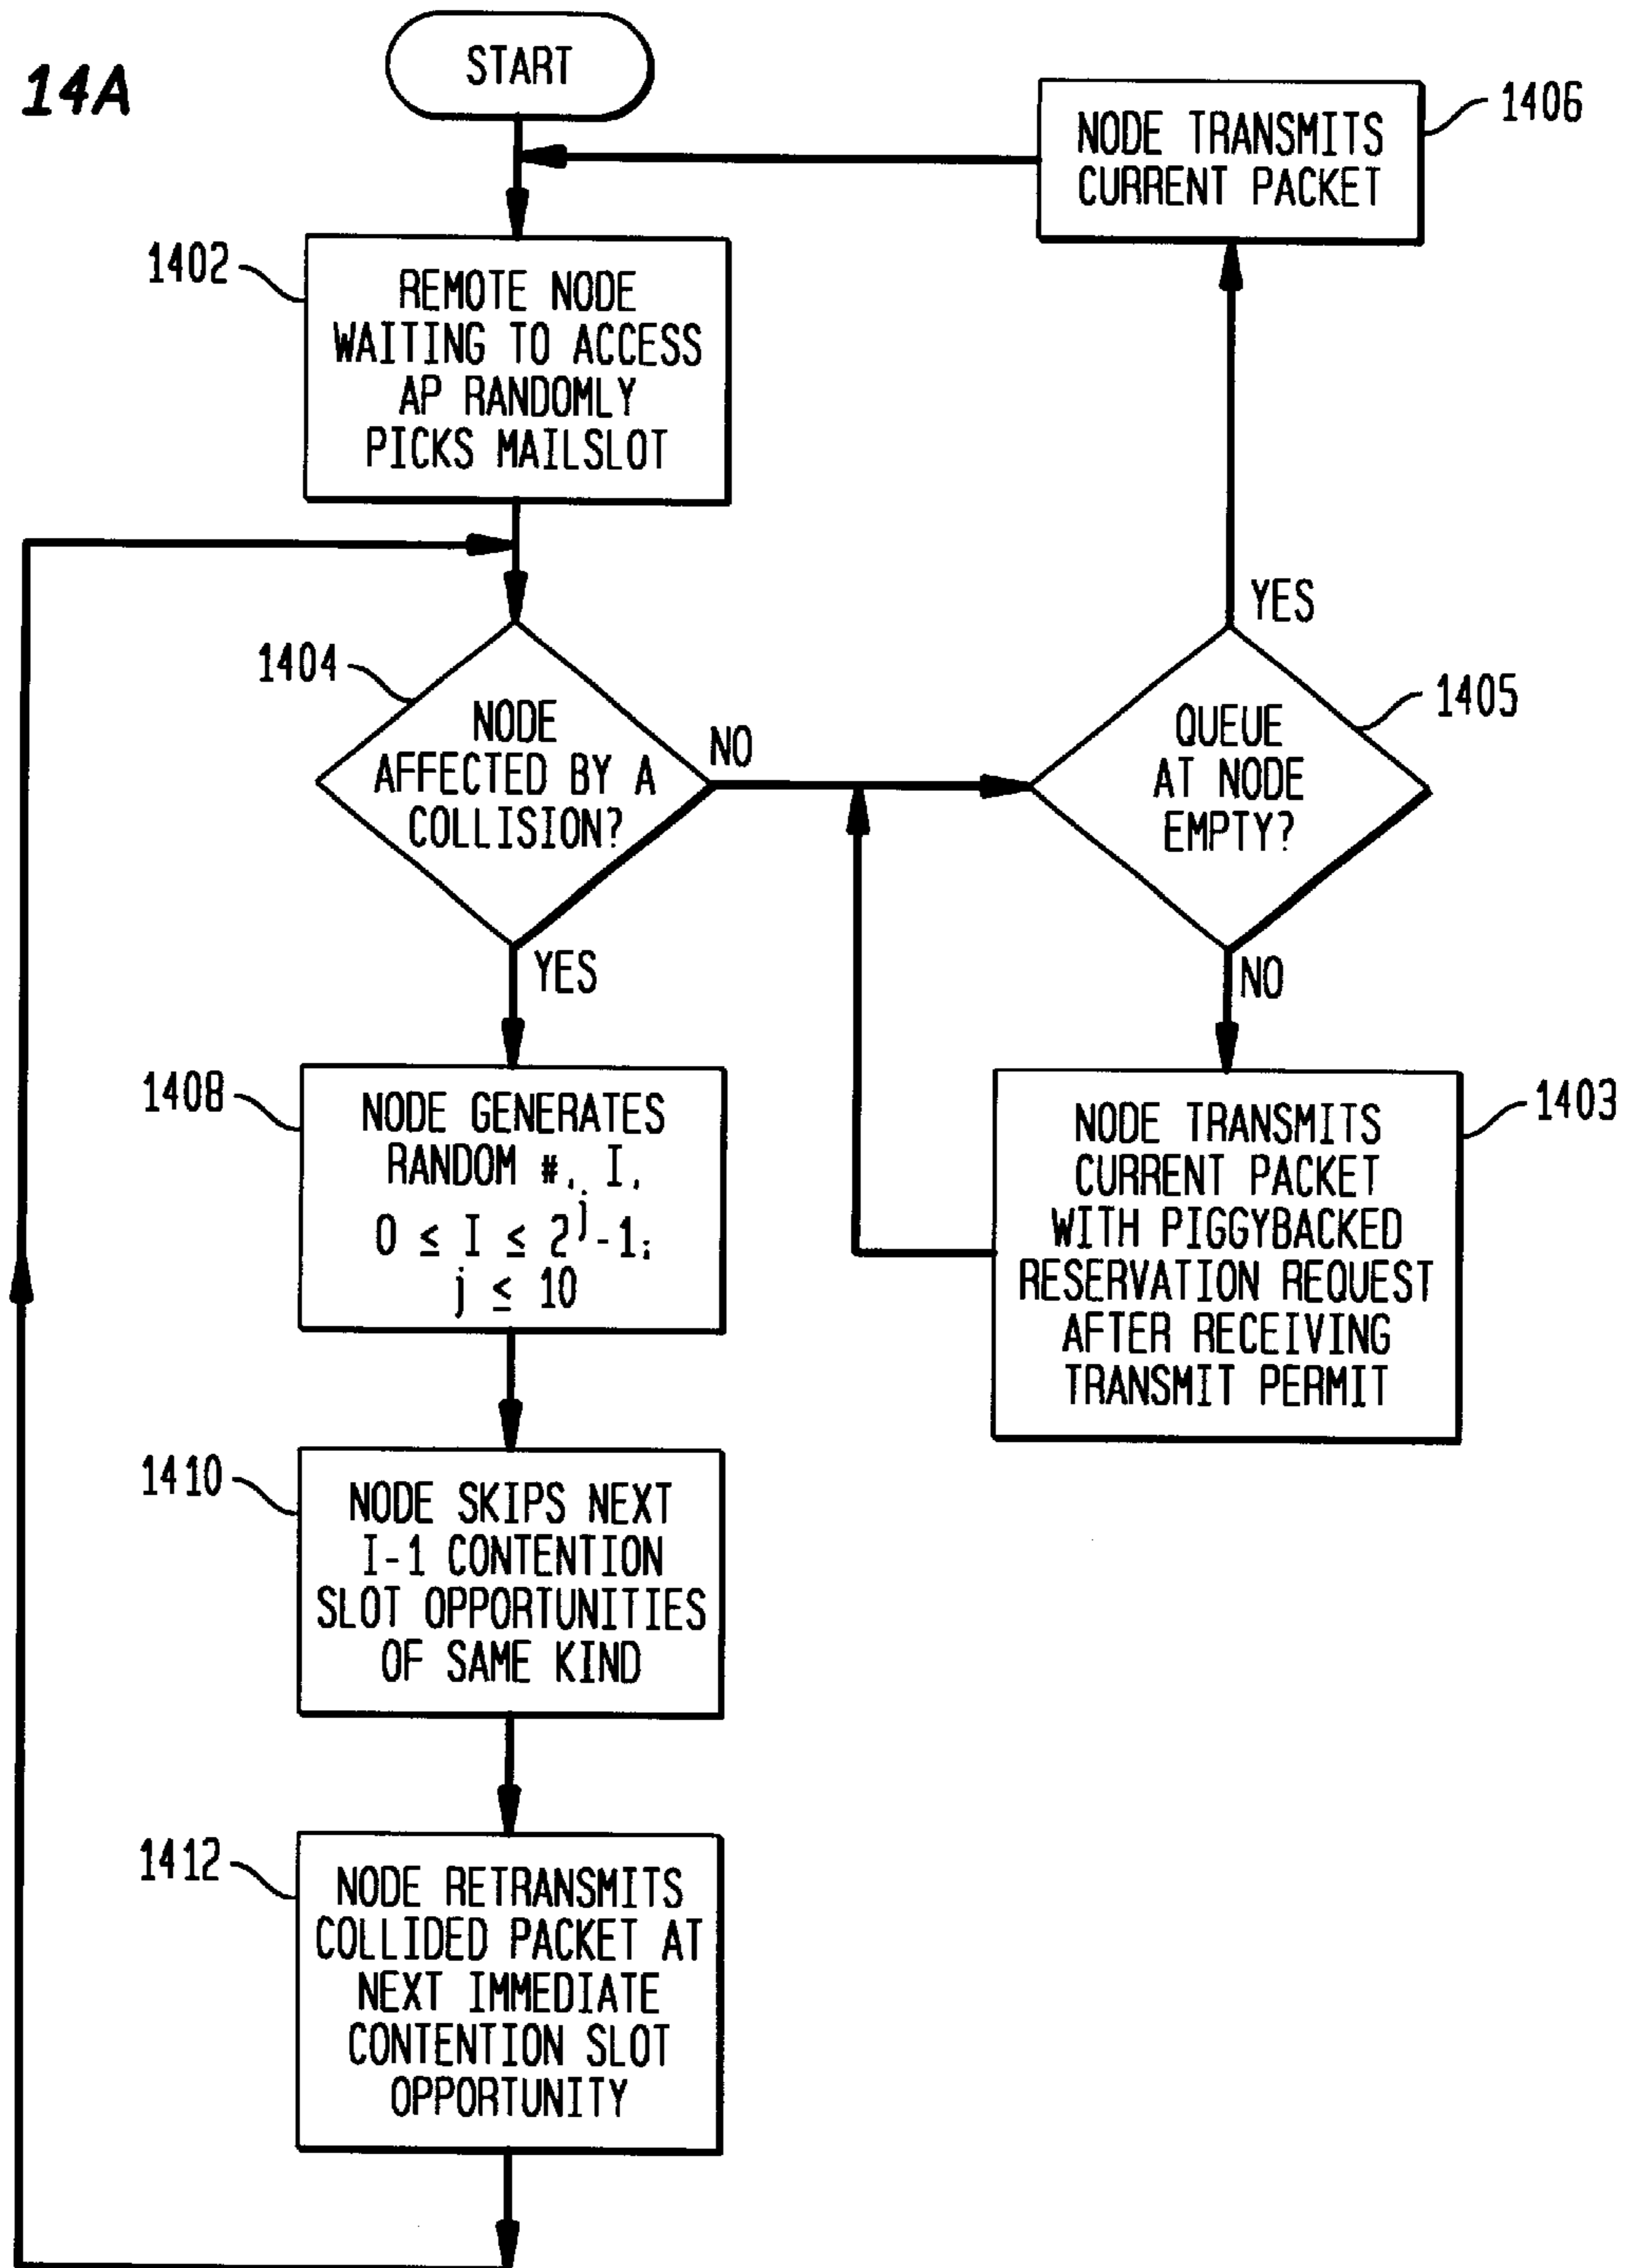 14A
START
1406
NODE TRANSMITS
CURRENT PACKET
1402
REMOTE NODE
WAITING TO ACCESS
AP RANDOMLY
PICKS MAILSLOT
YES
1404
NODE
AFFECTED BY A
COLLISION?
NO
1405
QUEUE
AT NODE
EMPTY?
YES
NO
1408
NODE GENERATES
RANDOM #, I,
0 ≤ I ≤ 2^j-1;
j ≤ 10
1403
NODE TRANSMITS
CURRENT PACKET
WITH PIGGYBACKED
RESERVATION REQUEST
AFTER RECEIVING
TRANSMIT PERMIT
1410
NODE SKIPS NEXT
I-1 CONTENTION
SLOT OPPORTUNITIES
OF SAME KIND
1412
NODE RETRANSMITS
COLLIDED PACKET AT
NEXT IMMEDIATE
CONTENTION SLOT
OPPORTUNITY